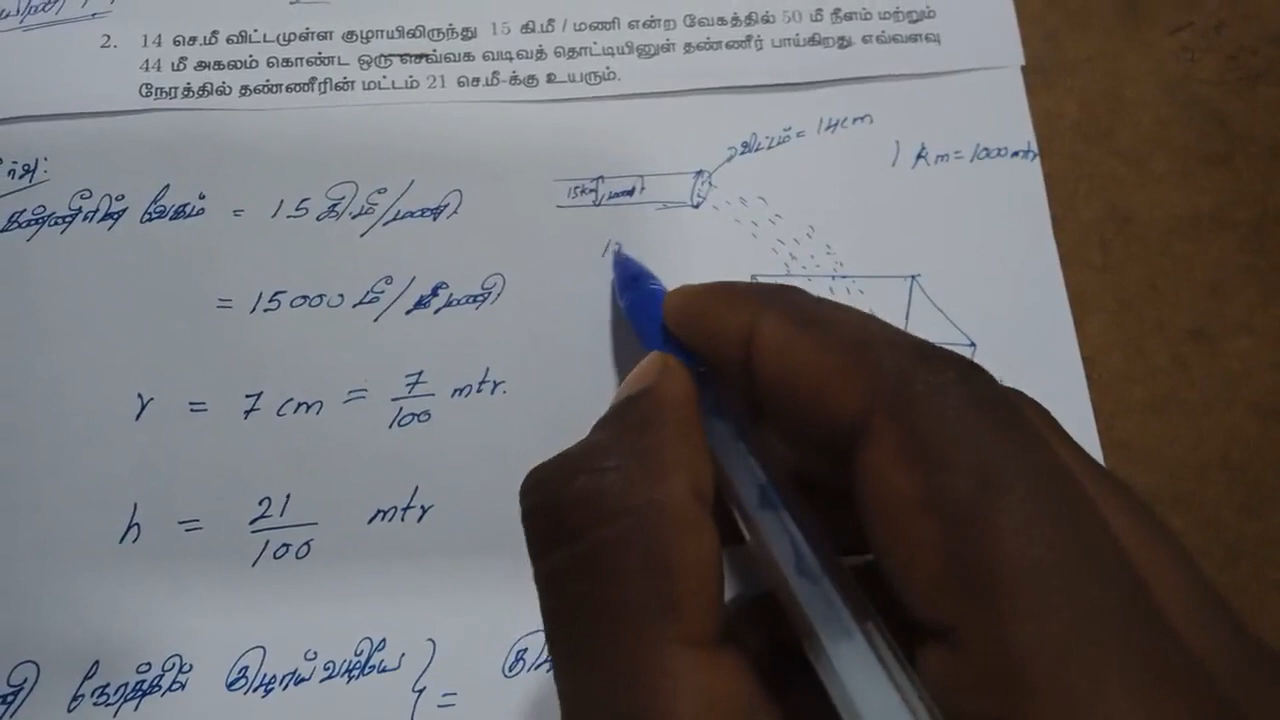 2. 14 செ.மீ விட்டமுள்ள குழாயிலிருந்து 15 கி.மீ / மணி என்ற வேகத்தில் 50 மீ நீளம் மற்றும்
44 மீ அகலம் கொண்ட ஒரு செவ்வக வடிவத் தொட்டியினுள் தண்ணீர் பாய்கிறது. எவ்வளவு
நேரத்தில் தண்ணீரின் மட்டம் 21 செ.மீ-க்கு உயரும்.
விட்டம் = 14cm
1 km = 1000 mtr
15km
தண்ணீரின் வேகம் = 15 கி.மீ/மணி
= 15000 மீ/மணி
r = 7 cm = 7/100 mtr.
h = 21/100 mtr
நேரத்தில் குழாய் வழியே } =